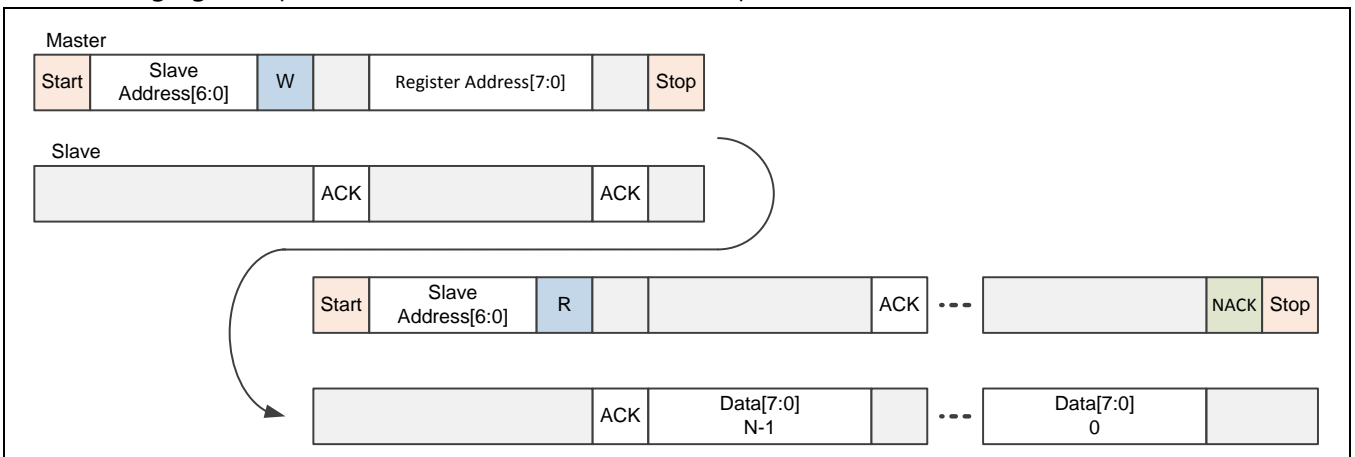 Master
Start Slave Address[6:0] W Register Address[7:0] Stop
Slave
ACK ACK
Start Slave Address[6:0] R ACK NACK Stop
ACK Data[7:0] N-1 Data[7:0] 0